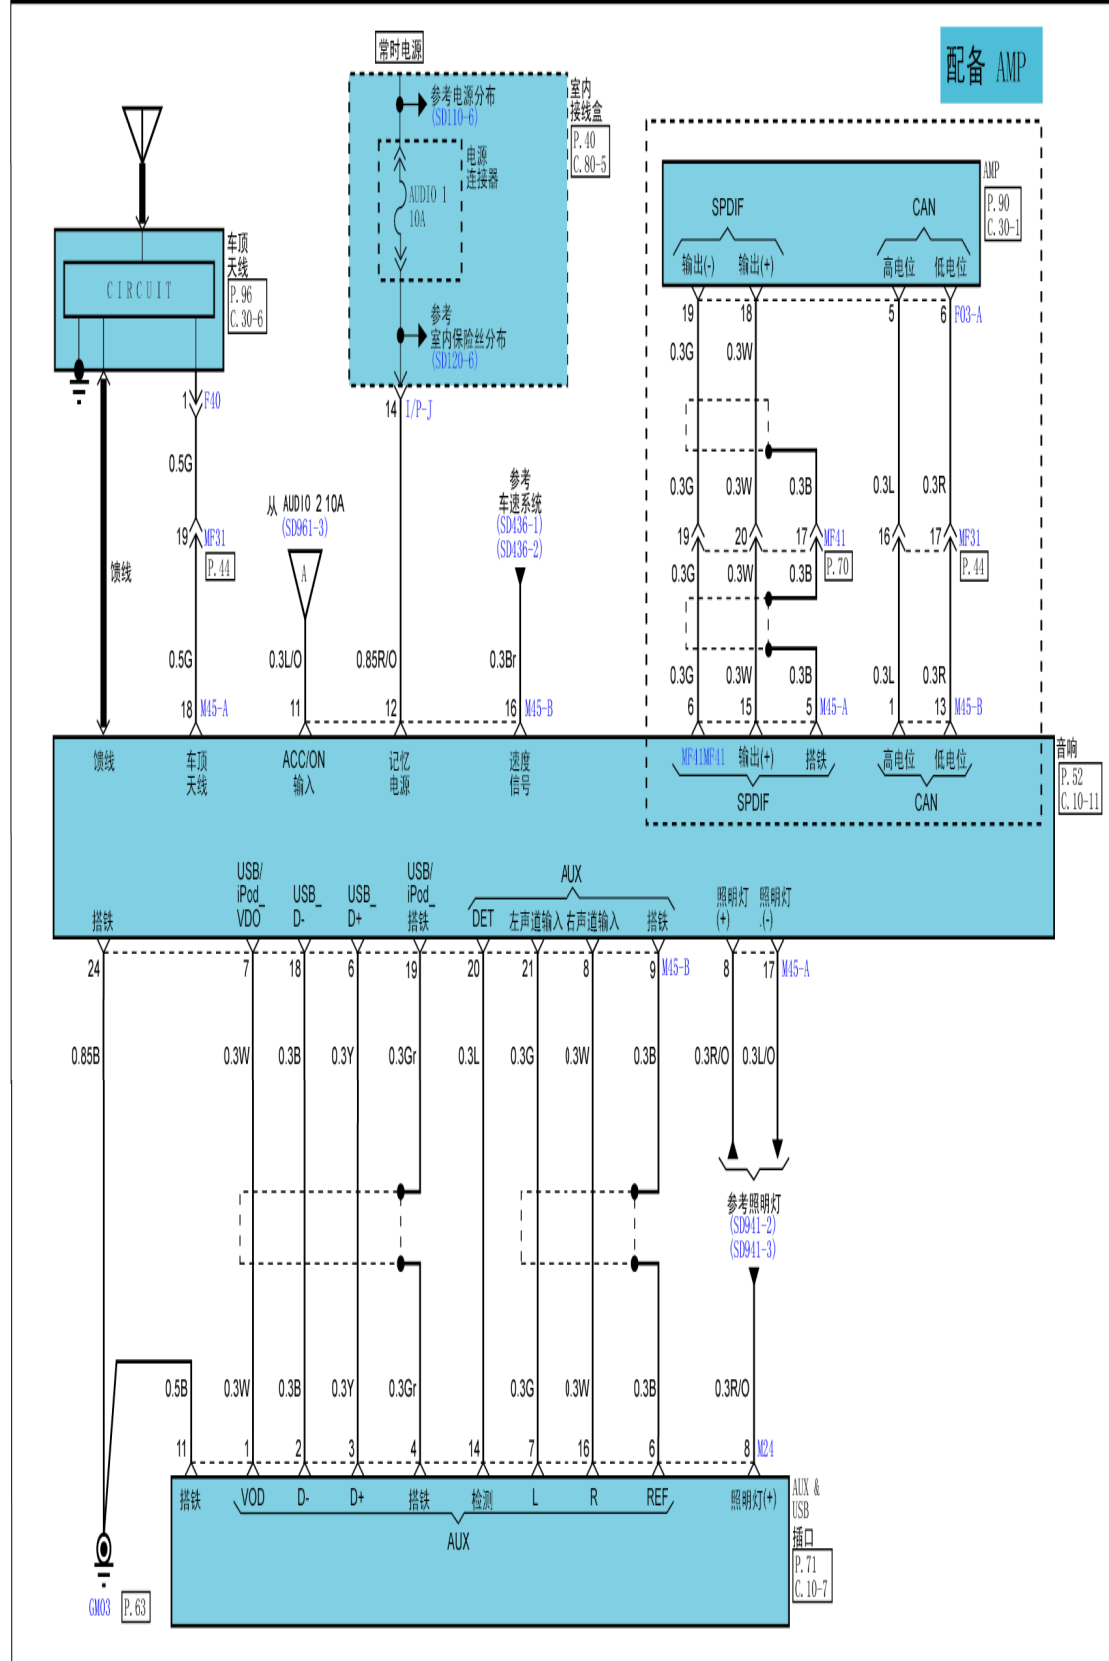 常时电源
配备 AMP
参考电源分布
(SD110-6)
室内
接线盒
P.40
C.80-5
电源
连接器
AUDIO 1
10A
参考
室内保险丝分布
(SD120-6)
14 I/P-J
AMP
P.90
C.30-1
SPDIF CAN
输出(-) 输出(+) 高电位 低电位
19 18 5 6 F03-A
0.3G 0.3W
车顶
天线
P.96
C.30-6
CIRCUIT
1 F40
0.5G
19 MF31
P.44
馈线
从 AUDIO 2 10A
(SD961-3)
A
参考
车速系统
(SD436-1)
(SD436-2)
0.3G 0.3W 0.3B 0.3L 0.3R
19 20 17 MF41 16 17 MF31
P.70 P.44
0.3G 0.3W 0.3B
0.5G 0.3L/O 0.85R/O 0.3Br 0.3G 0.3W 0.3B 0.3L 0.3R
18 M45-A 11 12 16 M45-B 6 15 5 M45-A 1 13 M45-B
馈线 车顶 ACC/ON 记忆 速度 MF41MF41 输出(+) 搭铁 高电位 低电位
天线 输入 电源 信号
SPDIF CAN
音响
P.52
C.10-11
USB/ USB/
iPod_ USB_ USB_ iPod_ AUX 照明灯 照明灯
搭铁 VDO D- D+ 搭铁 DET 左声道输入 右声道输入 搭铁 (+) .(-)
24 7 18 6 19 20 21 8 9 M45-B 8 17 M45-A
0.85B 0.3W 0.3B 0.3Y 0.3Gr 0.3L 0.3G 0.3W 0.3B 0.3R/O 0.3L/O
参考照明灯
(SD941-2)
(SD941-3)
0.5B 0.3W 0.3B 0.3Y 0.3Gr 0.3G 0.3W 0.3B 0.3R/O
11 1 2 3 4 14 7 16 6 8 M24
搭铁 VOD D- D+ 搭铁 检测 L R REF 照明灯(+)
AUX
AUX &
USB
插口
P.71
C.10-7
GM03 P.63